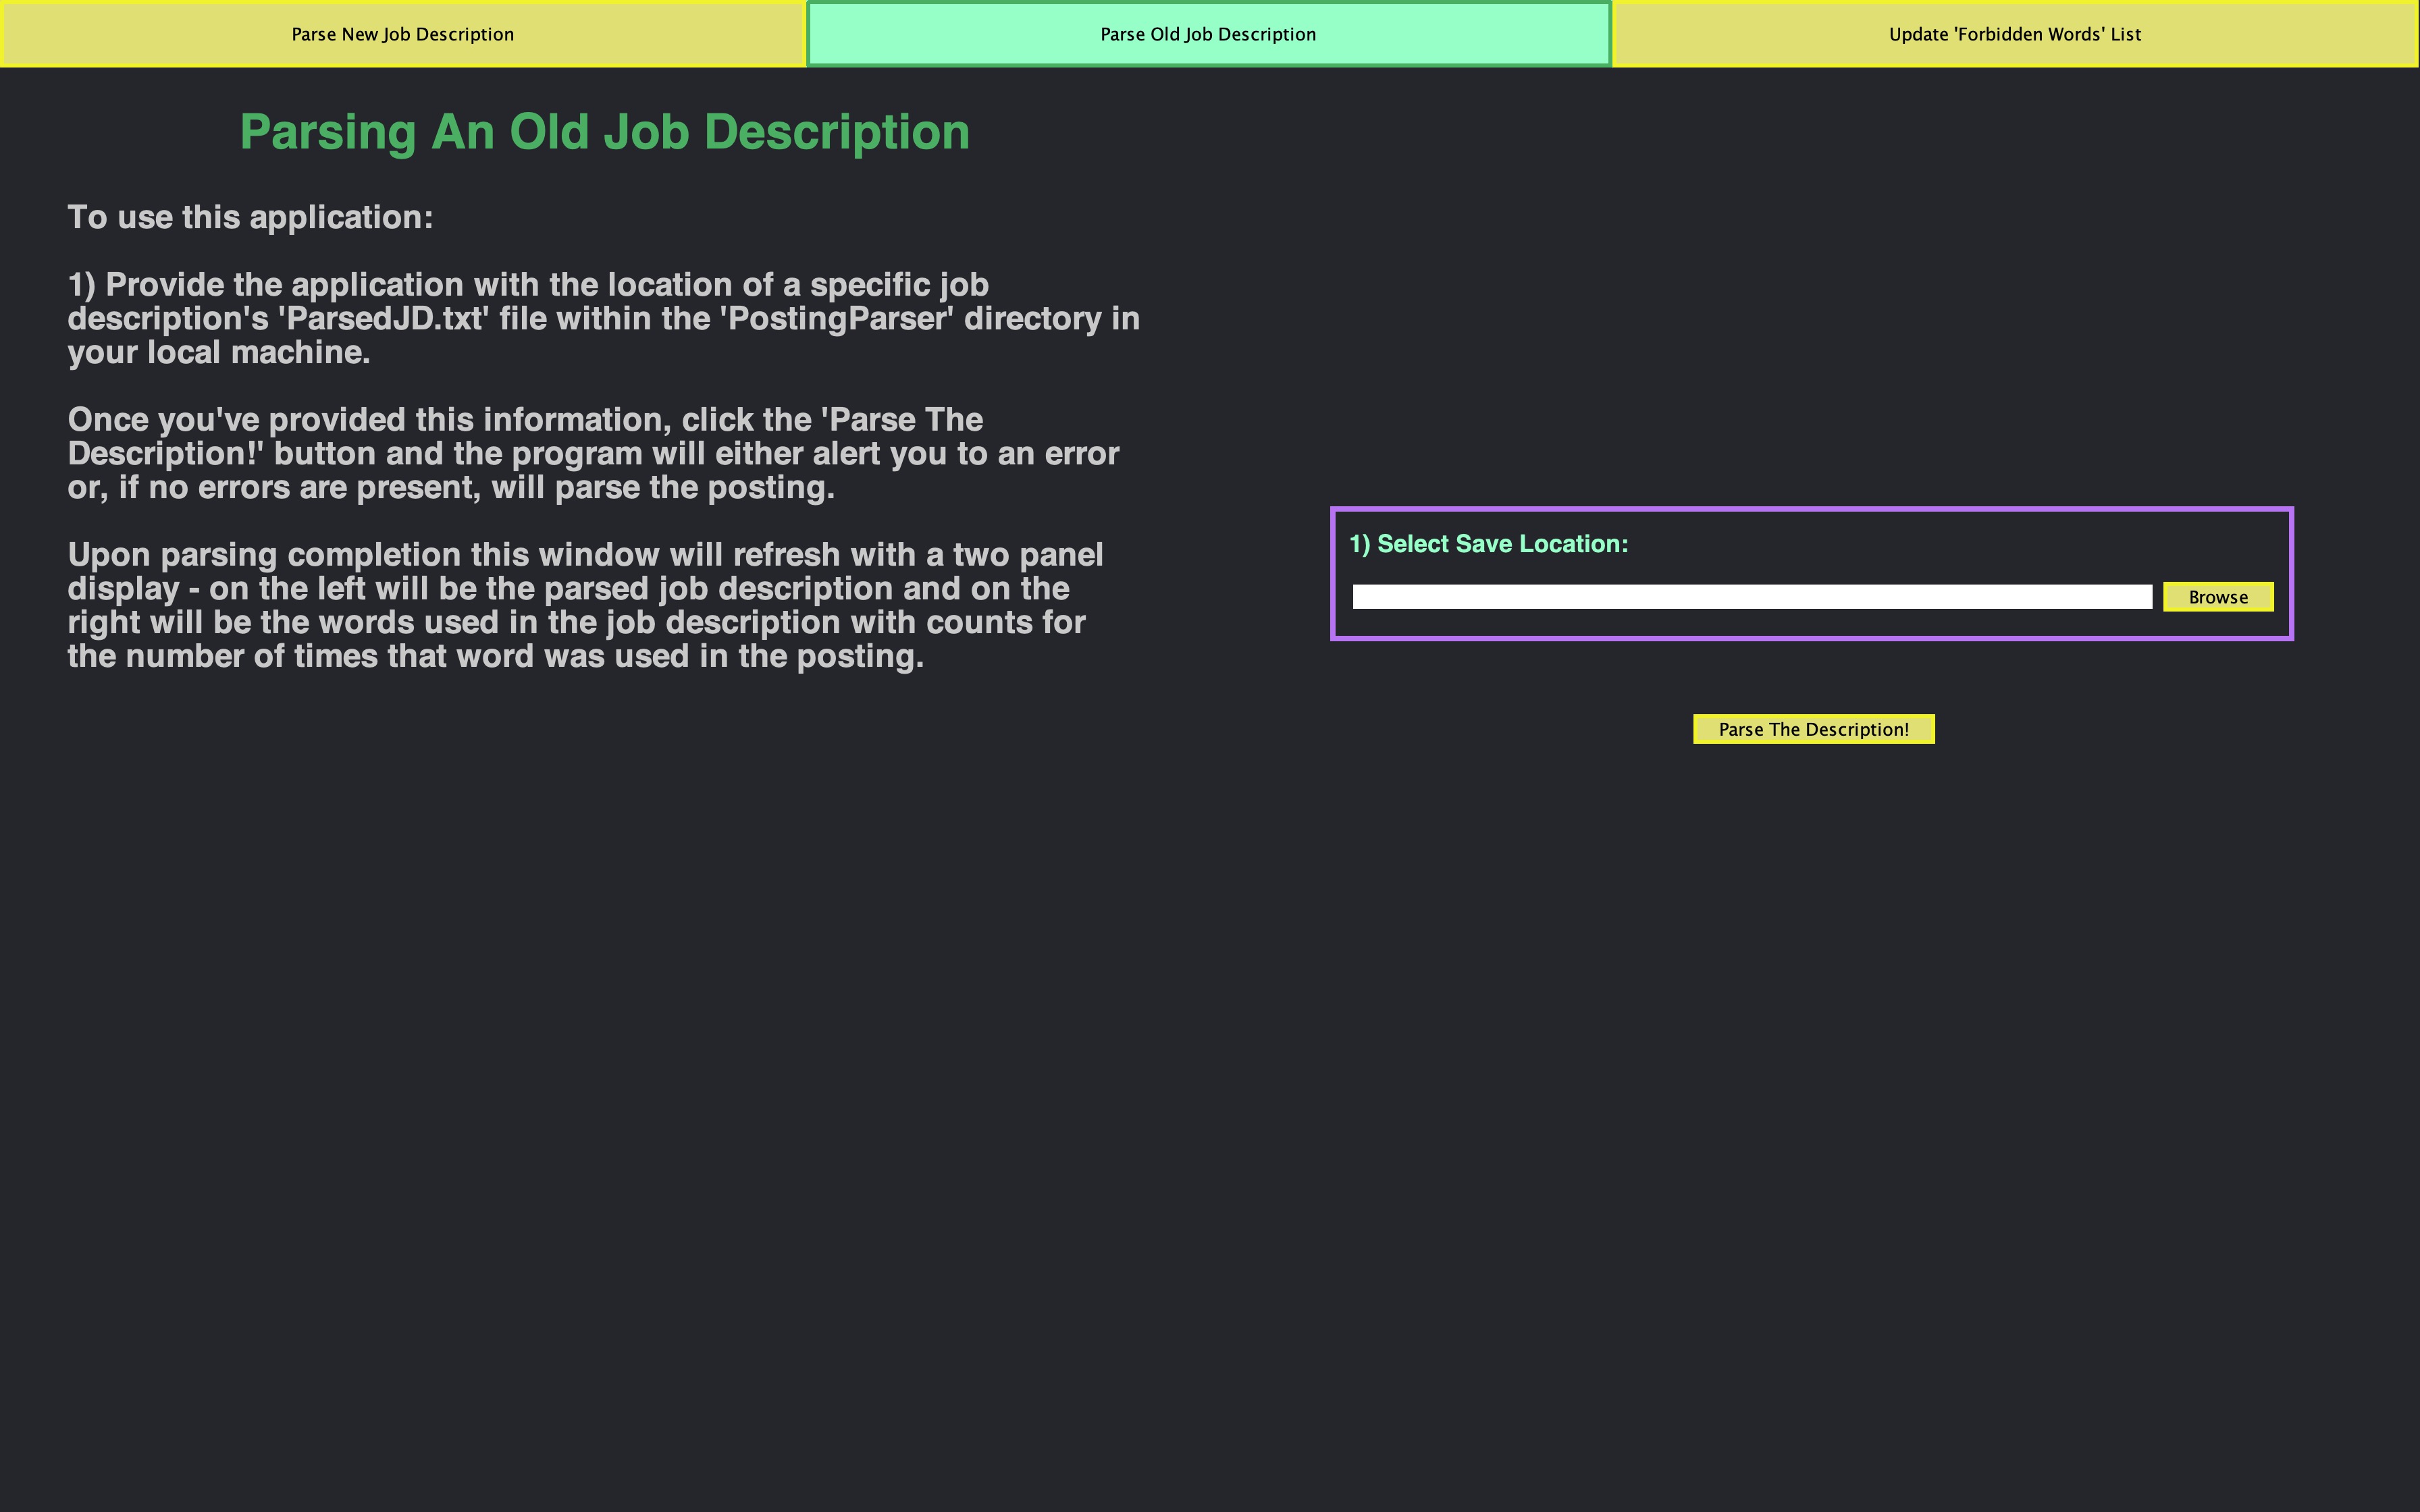 Parse New Job Description
Parse Old Job Description
Update 'Forbidden Words' List
Parsing An Old Job Description
To use this application:
1) Provide the application with the location of a specific job
description's 'ParsedJD.txt' file within the 'PostingParser' directory in
your local machine.
Once you've provided this information, click the 'Parse The
Description!' button and the program will either alert you to an error
or, if no errors are present, will parse the posting.
Upon parsing completion this window will refresh with a two panel
display - on the left will be the parsed job description and on the
right will be the words used in the job description with counts for
the number of times that word was used in the posting.
1) Select Save Location:
Browse
Parse The Description!